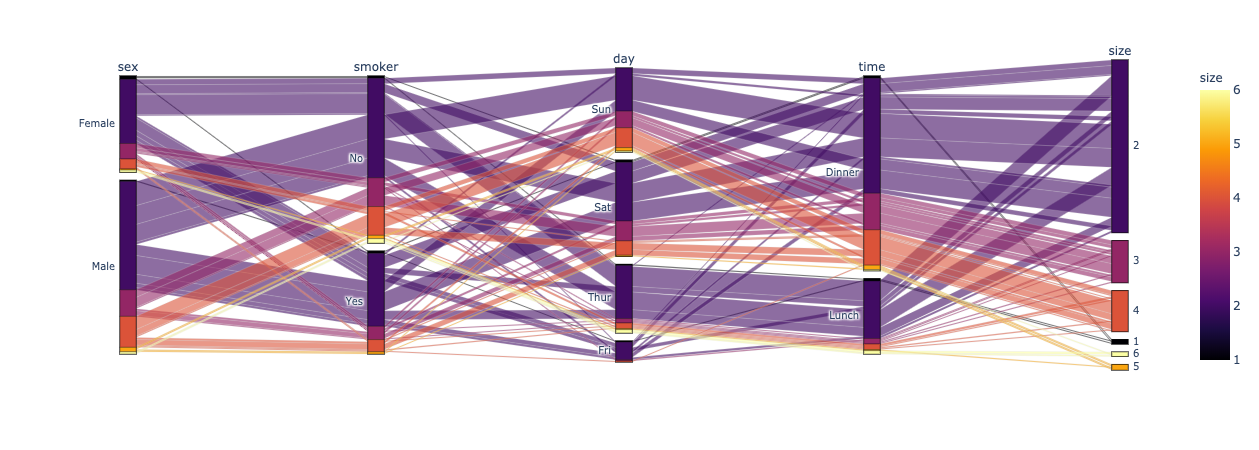 sex
smoker
day
time
size
Female
Male
No
Yes
Sun
Sat
Thur
Fri
Dinner
Lunch
2
3
4
1
6
5
size
6
5
4
3
2
1